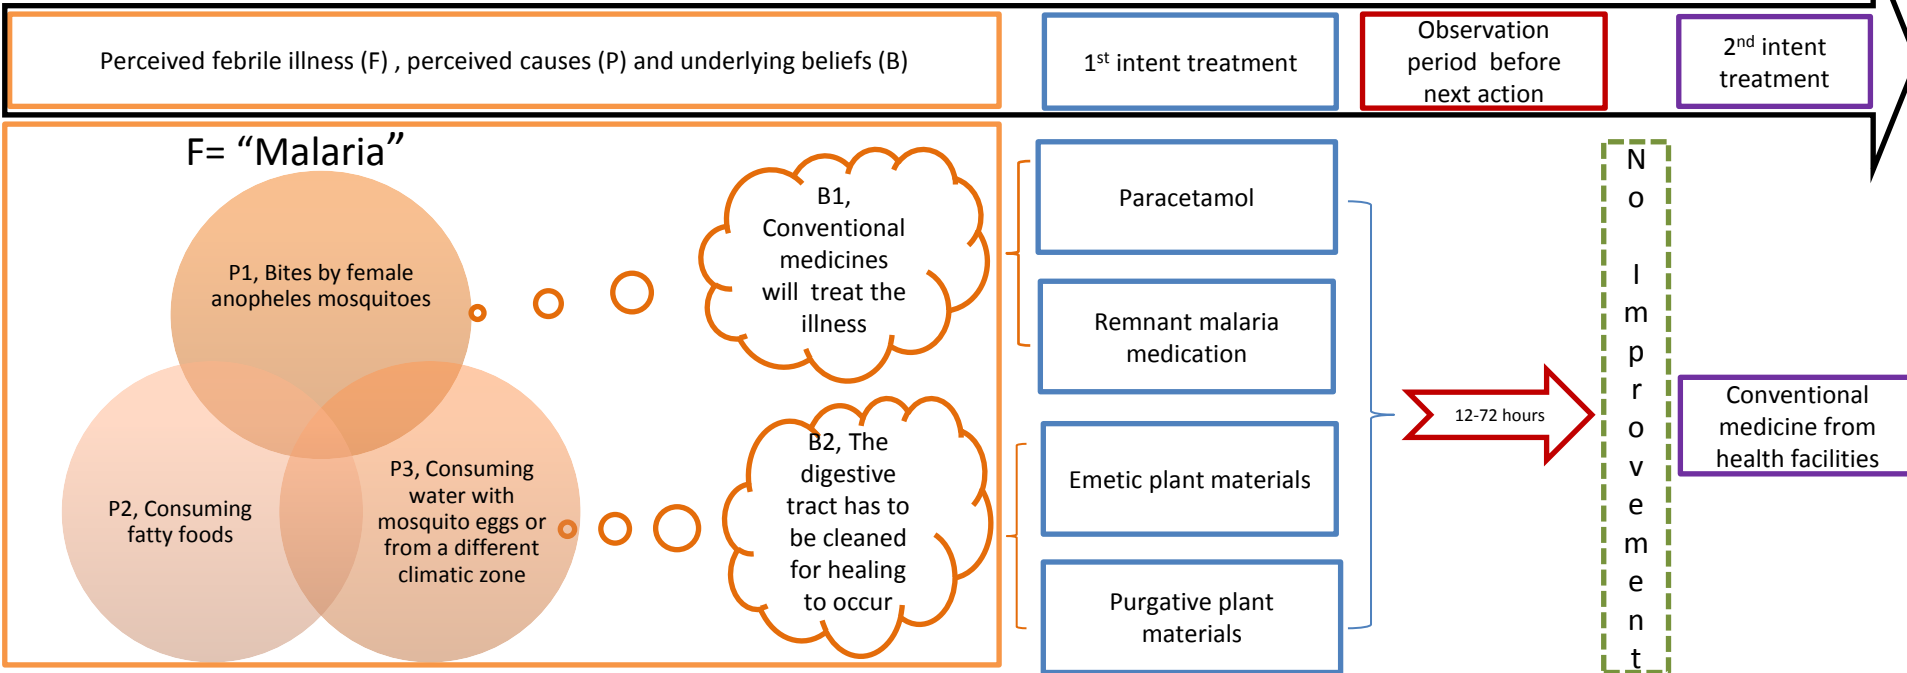 Perceived febrile illness (F) , perceived causes (P) and underlying beliefs (B)
1st intent treatment
Observation
period  before
next action
2nd intent
treatment
F= “Malaria”
P1, Bites by female
anopheles mosquitoes
P2, Consuming
fatty foods
P3, Consuming
water with
mosquito eggs or
from a different
climatic zone
B1,
Conventional
medicines
will  treat the
illness
B2, The
digestive
tract has to
be cleaned
for healing
to occur
Paracetamol
Remnant malaria
medication
Emetic plant materials
Purgative plant
materials
12-72 hours
No Improvement
Conventional
medicine from
health facilities